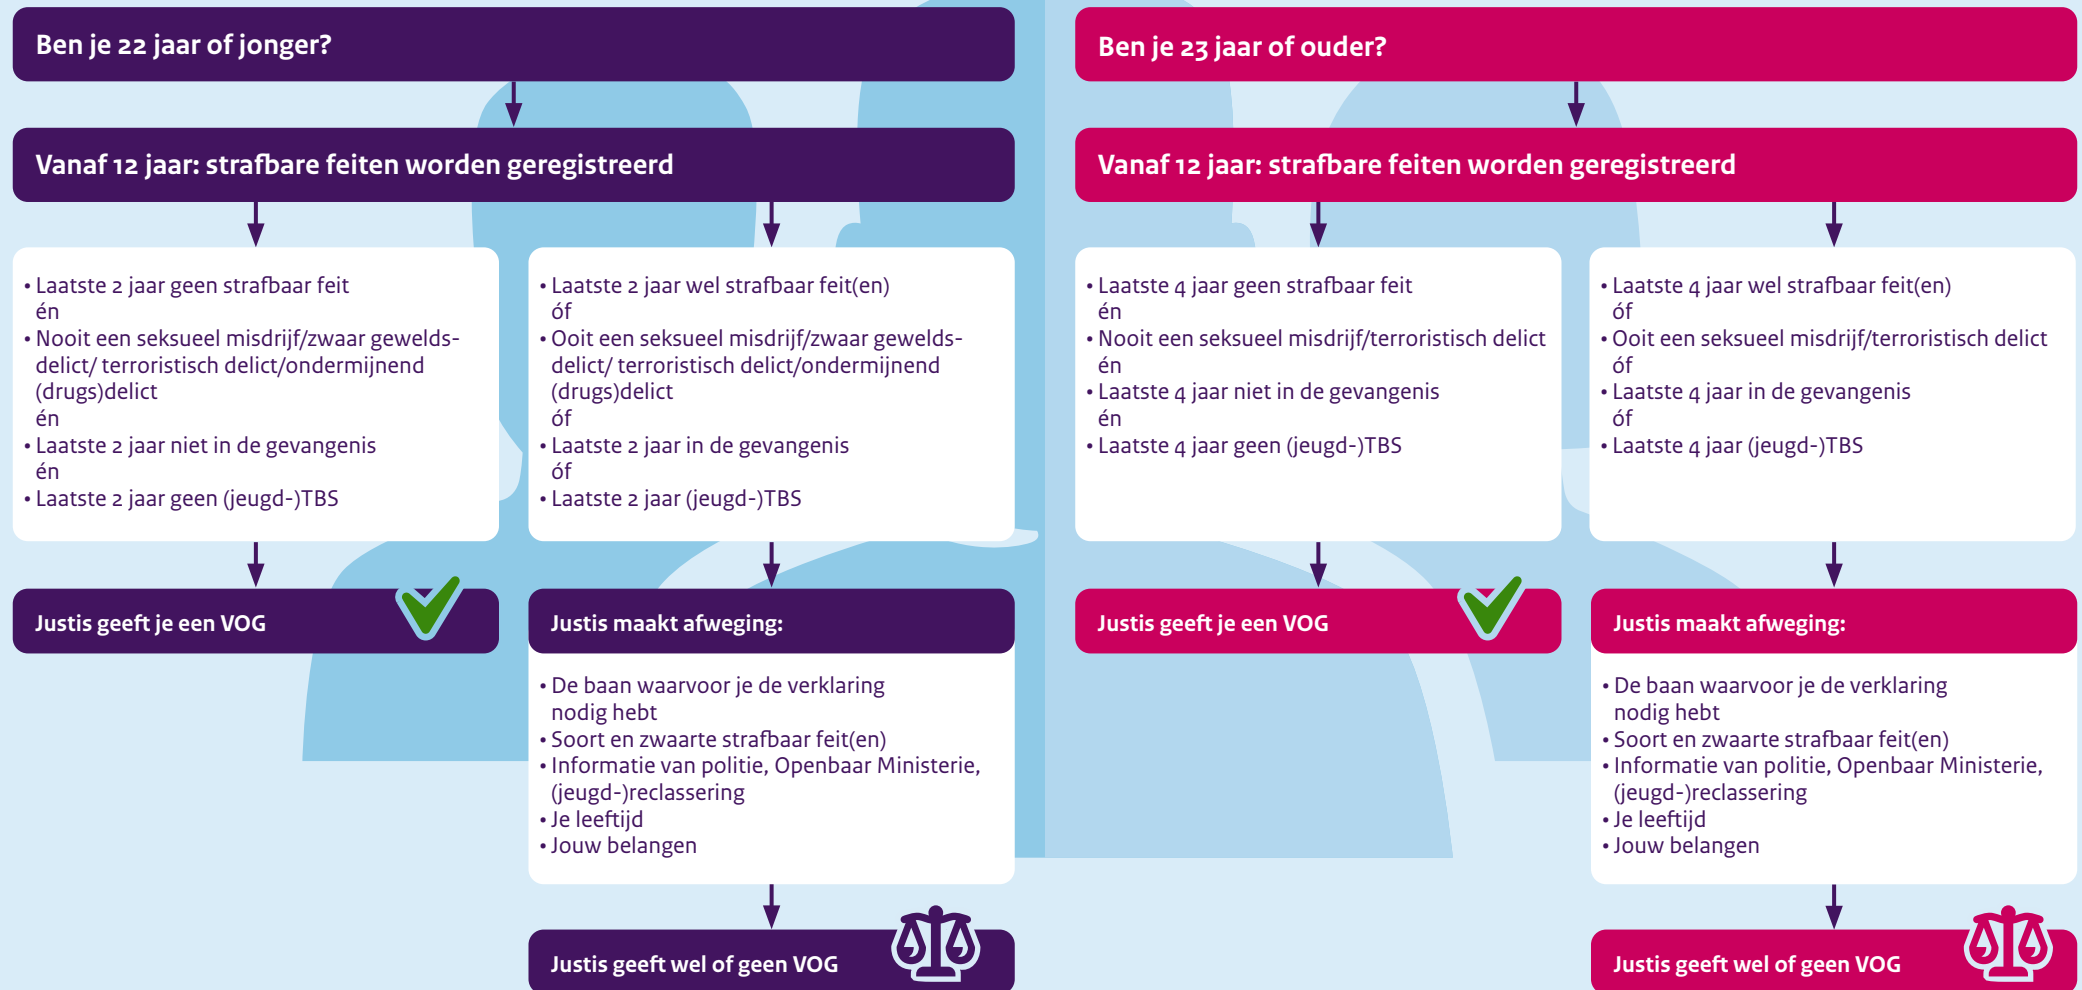 Ben je 22 jaar of jonger?
Vanaf 12 jaar: strafbare feiten worden geregistreerd
• Laatste 2 jaar geen strafbaar feit
én
• Nooit een seksueel misdrijf/zwaar gewelds-
delict/ terroristisch delict/ondermijnend
(drugs)delict
én
• Laatste 2 jaar niet in de gevangenis
én
• Laatste 2 jaar geen (jeugd-)TBS
Justis geeft je een VOG
• Laatste 2 jaar wel strafbaar feit(en)
óf
• Ooit een seksueel misdrijf/zwaar gewelds-
delict/ terroristisch delict/ondermijnend
(drugs)delict
óf
• Laatste 2 jaar in de gevangenis
óf
• Laatste 2 jaar (jeugd-)TBS
Justis maakt afweging:
• De baan waarvoor je de verklaring
nodig hebt
• Soort en zwaarte strafbaar feit(en)
• Informatie van politie, Openbaar Ministerie,
(jeugd-)reclassering
• Je leeftijd
• Jouw belangen
Justis geeft wel of geen VOG
Ben je 23 jaar of ouder?
Vanaf 12 jaar: strafbare feiten worden geregistreerd
• Laatste 4 jaar geen strafbaar feit
én
• Nooit een seksueel misdrijf/terroristisch delict
én
• Laatste 4 jaar niet in de gevangenis
én
• Laatste 4 jaar geen (jeugd-)TBS
Justis geeft je een VOG
• Laatste 4 jaar wel strafbaar feit(en)
óf
• Ooit een seksueel misdrijf/terroristisch delict
óf
• Laatste 4 jaar in de gevangenis
óf
• Laatste 4 jaar (jeugd-)TBS
Justis maakt afweging:
• De baan waarvoor je de verklaring
nodig hebt
• Soort en zwaarte strafbaar feit(en)
• Informatie van politie, Openbaar Ministerie,
(jeugd-)reclassering
• Je leeftijd
• Jouw belangen
Justis geeft wel of geen VOG